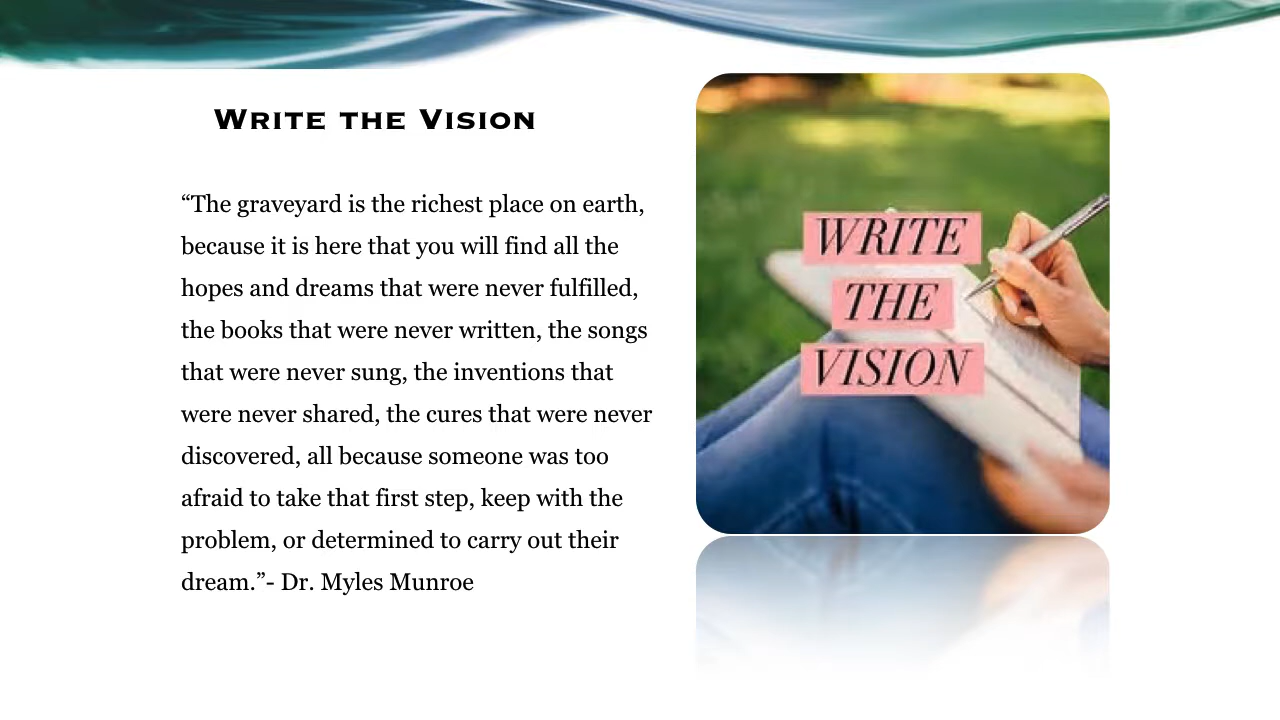 Write the Vision
“The graveyard is the richest place on earth,
because it is here that you will find all the
hopes and dreams that were never fulfilled,
the books that were never written, the songs
that were never sung, the inventions that
were never shared, the cures that were never
discovered, all because someone was too
afraid to take that first step, keep with the
problem, or determined to carry out their
dream.”- Dr. Myles Munroe
WRITE
THE
VISION